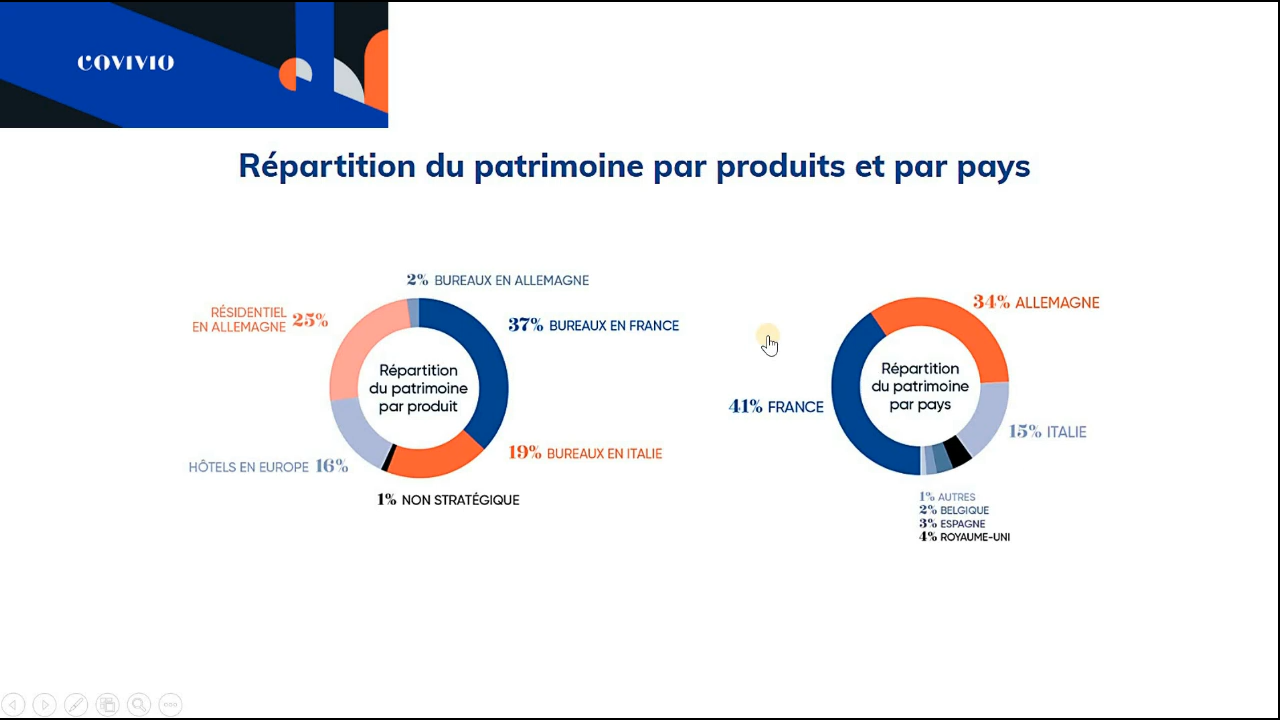 COVIVIO
Répartition du patrimoine par produits et par pays
2% BUREAUX EN ALLEMAGNE
RÉSIDENTIEL
EN ALLEMAGNE 25%
37% BUREAUX EN FRANCE
Répartition
du patrimoine
par produit
19% BUREAUX EN ITALIE
HÔTELS EN EUROPE 16%
1% NON STRATÉGIQUE
34% ALLEMAGNE
Répartition
du patrimoine
par pays
41% FRANCE
15% ITALIE
1% AUTRES
2% BELGIQUE
3% ESPAGNE
4% ROYAUME-UNI